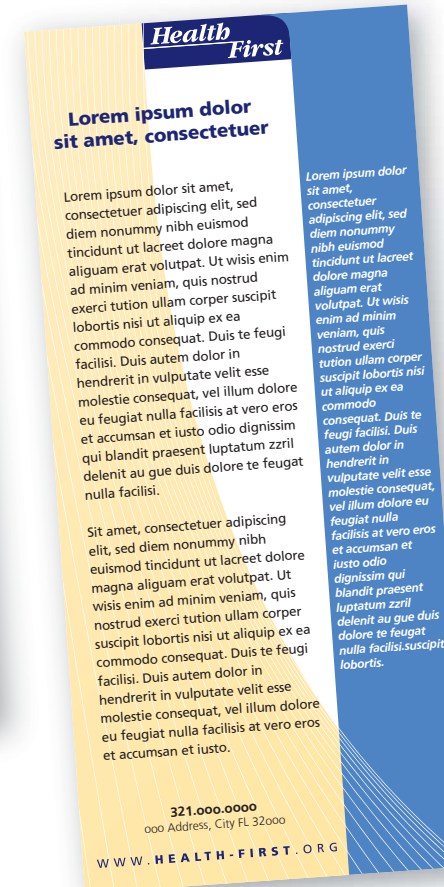 Health
First
Lorem ipsum dolor
sit amet, consectetuer
Lorem ipsum dolor sit amet,
consectetuer adipiscing elit, sed
diem nonummy nibh euismod
tincidunt ut lacreet dolore magna
aliguam erat volutpat. Ut wisis enim
ad minim veniam, quis nostrud
exerci tution ullam corper suscipit
lobortis nisi ut aliquip ex ea
commodo consequat. Duis te feugi
facilisi. Duis autem dolor in
hendrerit in vulputate velit esse
molestie consequat, vel illum dolore
eu feugiat nulla facilisis at vero eros
et accumsan et iusto odio dignissim
qui blandit praesent luptatum zzril
delenit au gue duis dolore te feugat
nulla facilisi.
Sit amet, consectetuer adipiscing
elit, sed diem nonummy nibh
euismod tincidunt ut lacreet dolore
magna aliguam erat volutpat. Ut
wisis enim ad minim veniam, quis
nostrud exerci tution ullam corper
suscipit lobortis nisi ut aliquip ex ea
commodo consequat. Duis te feugi
facilisi. Duis autem dolor in
hendrerit in vulputate velit esse
molestie consequat, vel illum dolore
eu feugiat nulla facilisis at vero eros
et accumsan et iusto.
321.000.0000
000 Address, City FL 32000
WWW.HEALTH-FIRST.ORG
Lorem ipsum dolor
sit amet,
consectetuer
adipiscing elit, sed
diem nonummy
nibh euismod
tincidunt ut lacreet
dolore magna
aliguam erat
volutpat. Ut wisis
enim ad minim
veniam, quis
nostrud exerci
tution ullam corper
suscipit lobortis nisi
ut aliquip ex ea
commodo
consequat. Duis te
feugi facilisi. Duis
autem dolor in
hendrerit in
vulputate velit esse
molestie consequat,
vel illum dolore eu
feugiat nulla
facilisis at vero eros
et accumsan et
iusto odio
dignissim qui
blandit praesent
luptatum zzril
delenit au gue duis
dolore te feugat
nulla facilisi.suscipit
lobortis.